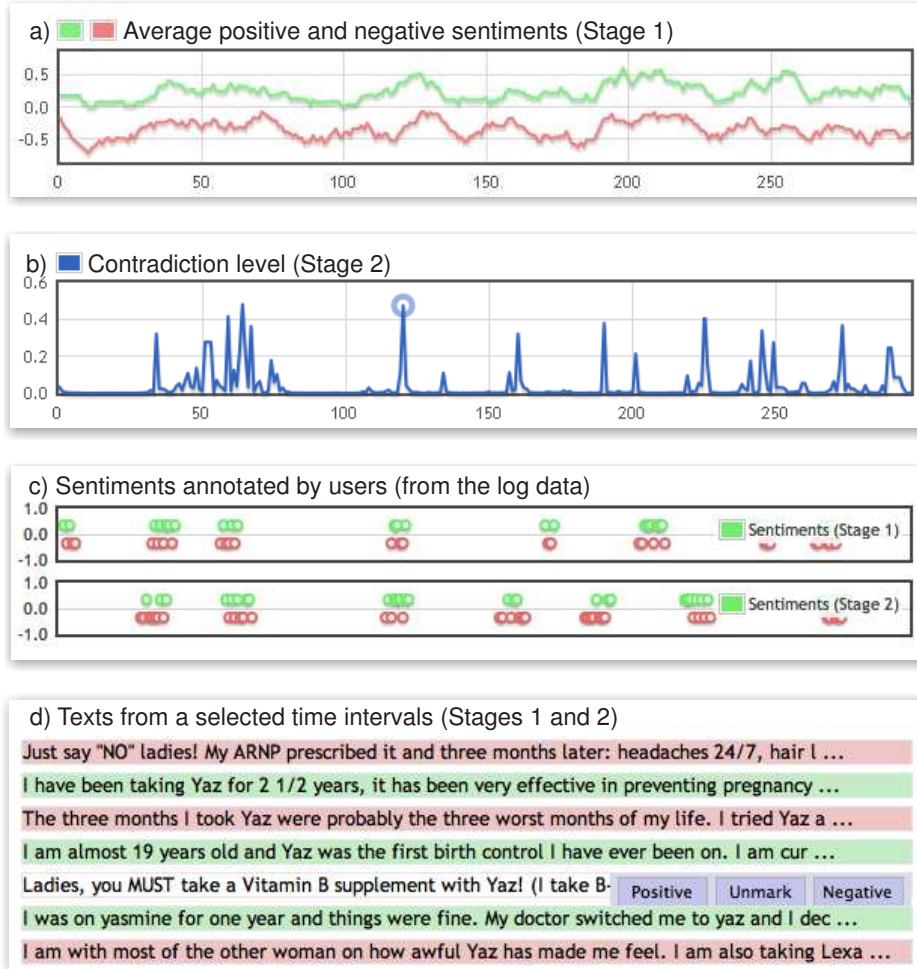 a) Average positive and negative sentiments (Stage 1)
0.5
0.0
-0.5
0 50 100 150 200 250
b) Contradiction level (Stage 2)
0.6
0.4
0.2
0.0
0 50 100 150 200 250
c) Sentiments annotated by users (from the log data)
1.0
0.0
-1.0
Sentiments (Stage 1)
1.0
0.0
-1.0
Sentiments (Stage 2)
d) Texts from a selected time intervals (Stages 1 and 2)
Just say "NO" ladies! My ARNP prescribed it and three months later: headaches 24/7, hair l ...
I have been taking Yaz for 2 1/2 years, it has been very effective in preventing pregnancy ...
The three months I took Yaz were probably the three worst months of my life. I tried Yaz a ...
I am almost 19 years old and Yaz was the first birth control I have ever been on. I am cur ...
Ladies, you MUST take a Vitamin B supplement with Yaz! (I take B- Positive Unmark Negative
I was on yasmine for one year and things were fine. My doctor switched me to yaz and I dec ...
I am with most of the other woman on how awful Yaz has made me feel. I am also taking Lexa ...